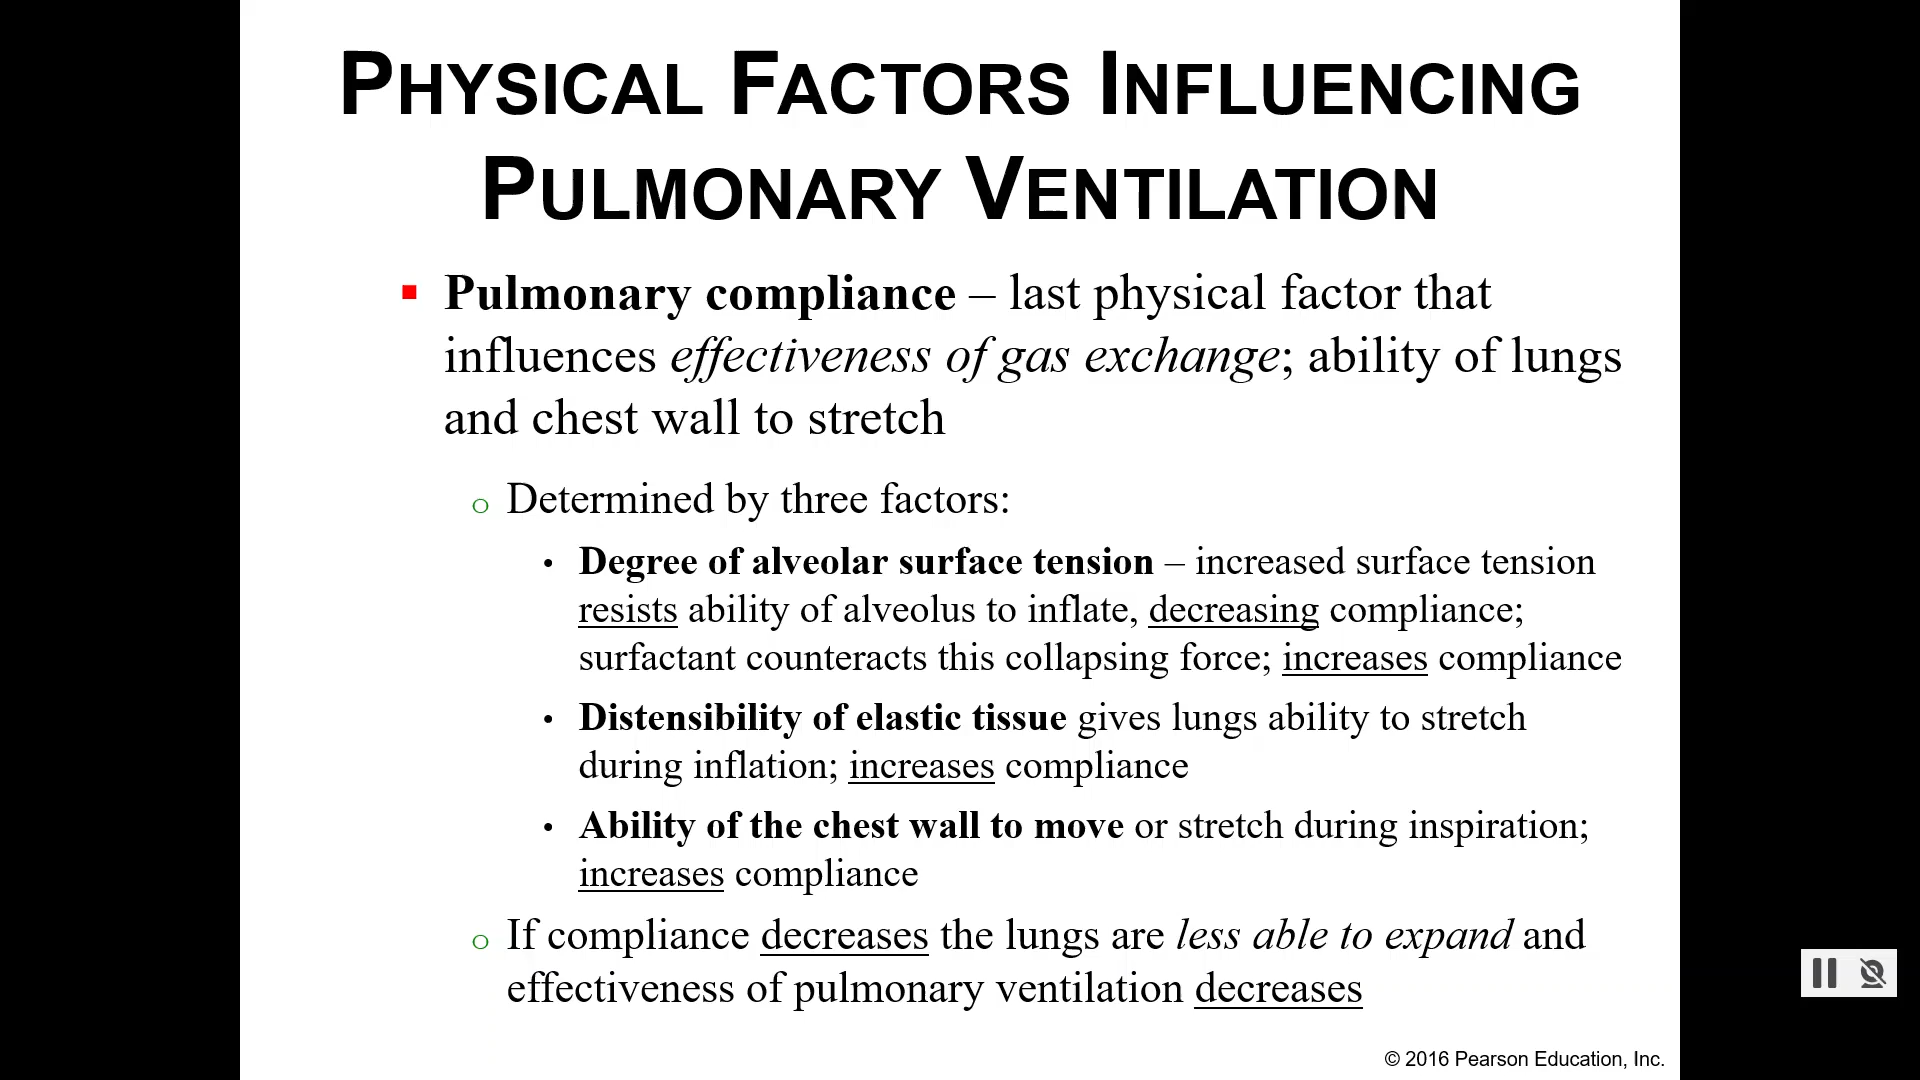 PHYSICAL FACTORS INFLUENCING
PULMONARY VENTILATION
▪ Pulmonary compliance – last physical factor that
influences effectiveness of gas exchange; ability of lungs
and chest wall to stretch
o Determined by three factors:
• Degree of alveolar surface tension – increased surface tension
resists ability of alveolus to inflate, decreasing compliance;
surfactant counteracts this collapsing force; increases compliance
• Distensibility of elastic tissue gives lungs ability to stretch
during inflation; increases compliance
• Ability of the chest wall to move or stretch during inspiration;
increases compliance
o If compliance decreases the lungs are less able to expand and
effectiveness of pulmonary ventilation decreases
© 2016 Pearson Education, Inc.